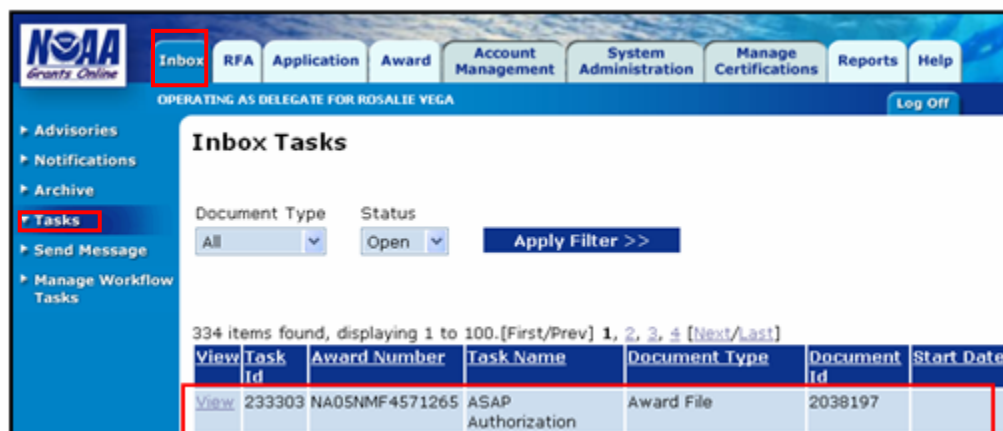 NOAA
Grants Online
Inbox RFA Application Award Account Management System Administration Manage Certifications Reports Help
OPERATING AS DELEGATE FOR ROSALIE VEGA
Log Off
Advisories
Notifications
Archive
Tasks
Send Message
Manage Workflow
Tasks
Inbox Tasks
Document Type Status
All Open Apply Filter >>
334 items found, displaying 1 to 100.[First/Prev] 1, 2, 3, 4 [Next/Last]
View Task Id Award Number Task Name Document Type Document Id Start Date
View 233303 NA05NMF4571265 ASAP Authorization Award File 2038197